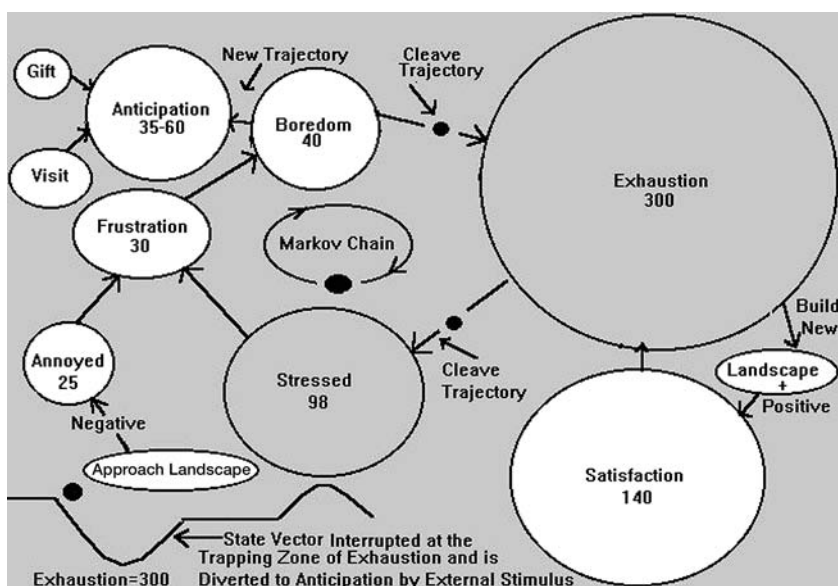 Gift
Visit
Anticipation
35-60
New Trajectory
Boredom
40
Cleave
Trajectory
Exhaustion
300
Frustration
30
Markov Chain
Annoyed
25
Negative
Approach Landscape
Stressed
98
Cleave
Trajectory
Build
New
Landscape
+
Positive
Satisfaction
140
State Vector Interrupted at the
Trapping Zone of Exhaustion and is
Exhaustion=300 Diverted to Anticipation by External Stimulus